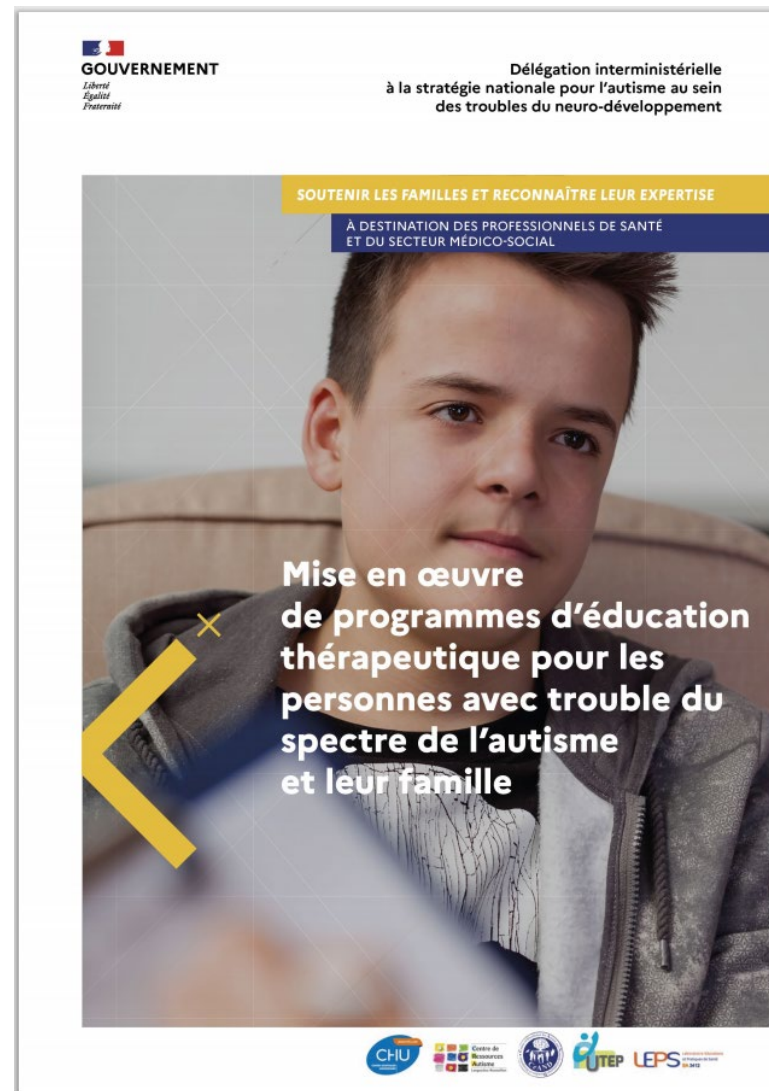 GOUVERNEMENT
Liberté
Égalité
Fraternité
Délégation interministérielle
à la stratégie nationale pour l'autisme au sein
des troubles du neuro-développement
SOUTENIR LES FAMILLES ET RECONNAÎTRE LEUR EXPERTISE
À DESTINATION DES PROFESSIONNELS DE SANTÉ
ET DU SECTEUR MÉDICO-SOCIAL
Mise en œuvre
de programmes d'éducation
thérapeutique pour les
personnes avec trouble du
spectre de l'autisme
et leur famille
CHU
Centre de
Ressources
Autisme
UTEP
LEPS